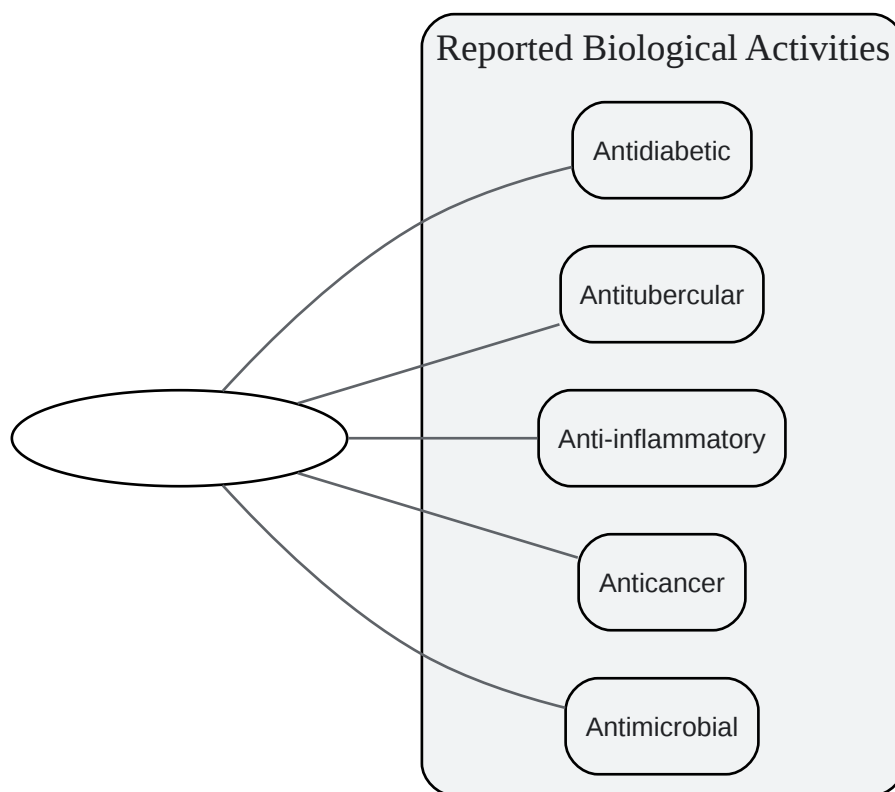 Reported Biological Activities
Antidiabetic
Antitubercular
Anti-inflammatory
Anticancer
Antimicrobial